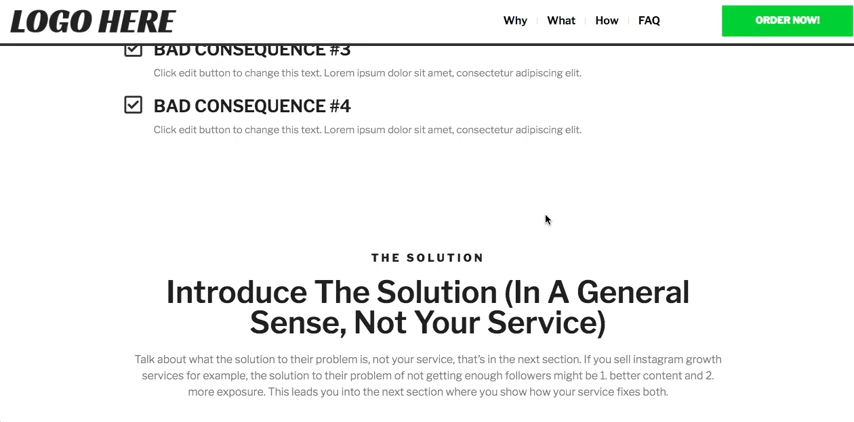 LOGO HERE
Why What How FAQ
ORDER NOW!
BAD CONSEQUENCE #3
Click edit button to change this text. Lorem ipsum dolor sit amet, consectetur adipiscing elit.
BAD CONSEQUENCE #4
Click edit button to change this text. Lorem ipsum dolor sit amet, consectetur adipiscing elit.
THE SOLUTION
Introduce The Solution (In A General
Sense, Not Your Service)
Talk about what the solution to their problem is, not your service, that's in the next section. If you sell instagram growth
services for example, the solution to their problem of not getting enough followers might be 1. better content and 2.
more exposure. This leads you into the next section where you show how your service fixes both.